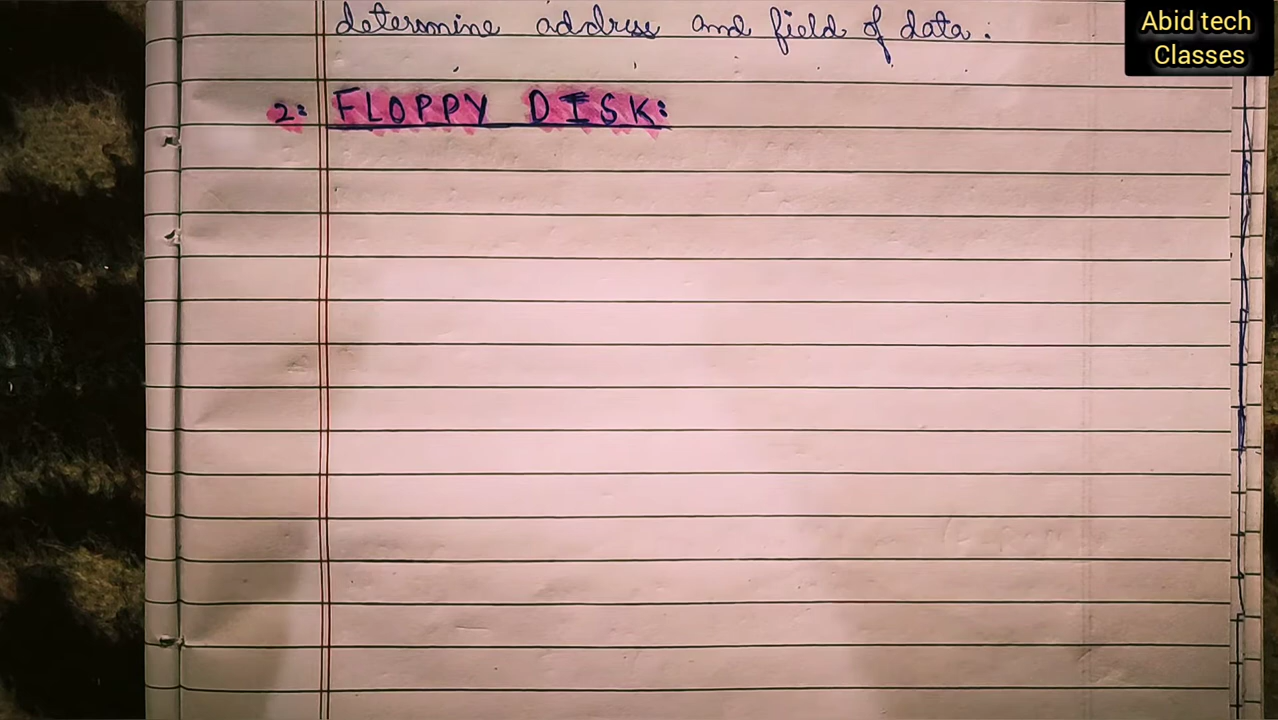 determine address and field of data.
Abid tech
Classes
2: FLOPPY DISK: